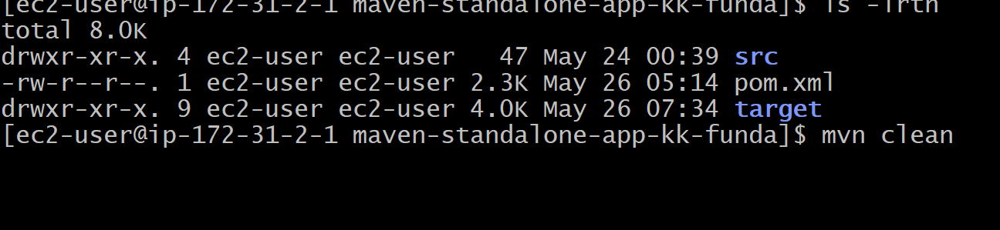 [ec2-user@ip-172-31-2-1 maven-standalone-app-kk-funda]$ ls -lrth
total 8.0K
drwxr-xr-x. 4 ec2-user ec2-user   47 May 24 00:39 src
-rw-r--r--. 1 ec2-user ec2-user 2.3K May 26 05:14 pom.xml
drwxr-xr-x. 9 ec2-user ec2-user 4.0K May 26 07:34 target
[ec2-user@ip-172-31-2-1 maven-standalone-app-kk-funda]$ mvn clean